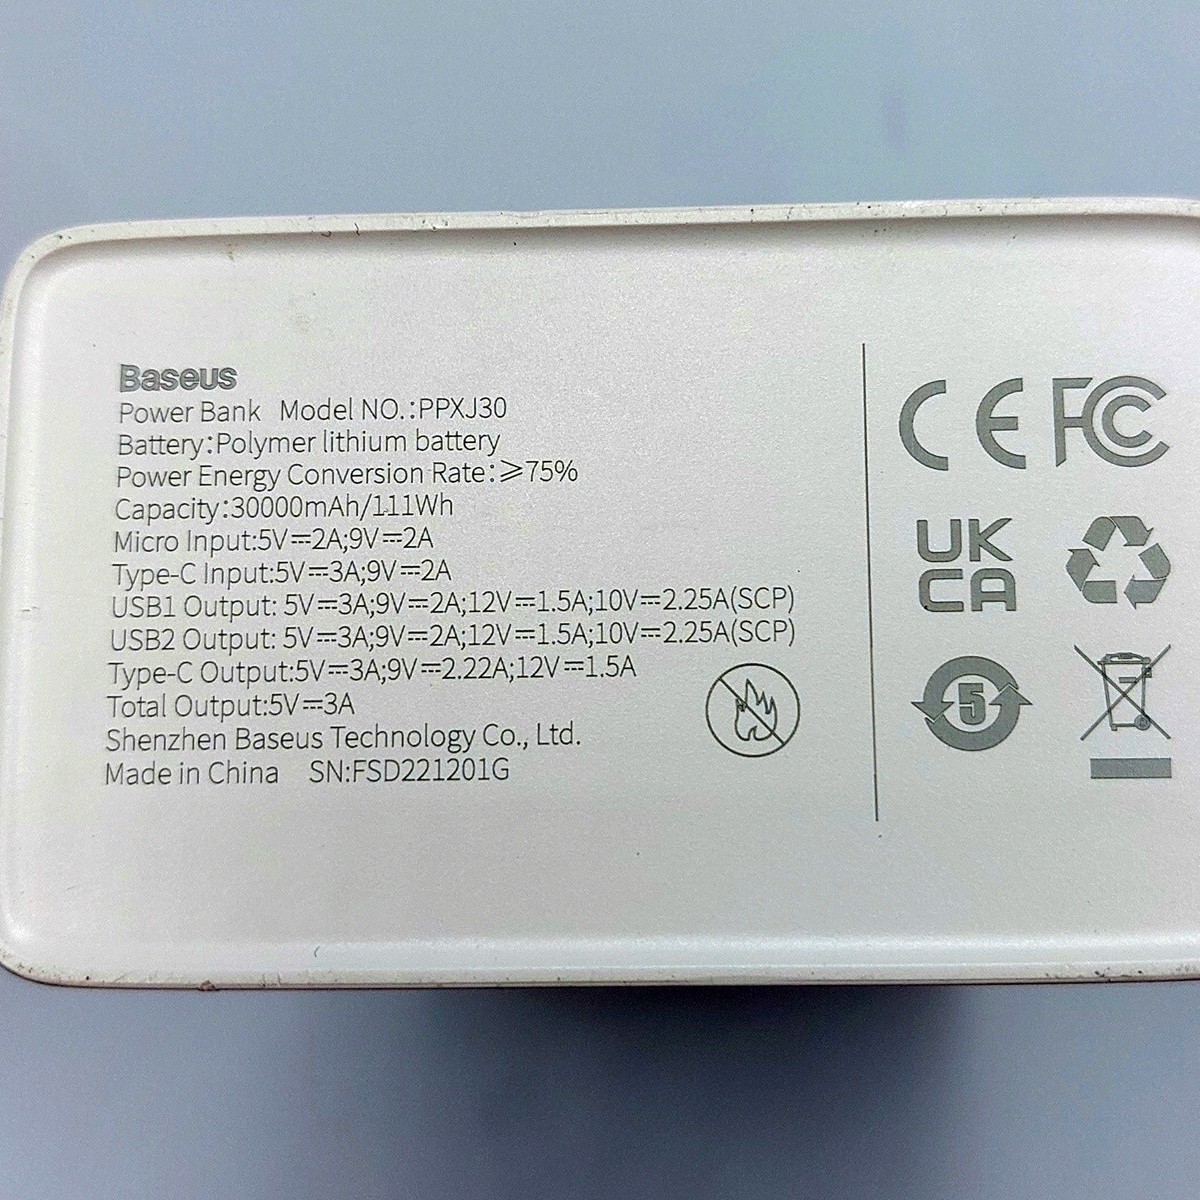 Baseus
Power Bank Model NO.:PPXJ30
Battery:Polymer lithium battery
Power Energy Conversion Rate:⩾75%
Capacity:30000mAh/111Wh
Micro Input:5V⎓2A;9V⎓2A
Type-C Input:5V⎓3A;9V⎓2A
USB1 Output: 5V⎓3A;9V⎓2A;12V⎓1.5A;10V⎓2.25A(SCP)
USB2 Output: 5V⎓3A;9V⎓2A;12V⎓1.5A;10V⎓2.25A(SCP)
Type-C Output:5V⎓3A;9V⎓2.22A;12V⎓1.5A
Total Output:5V⎓3A
Shenzhen Baseus Technology Co., Ltd.
Made in China SN:FSD221201G
CE FC
UK
CA
5